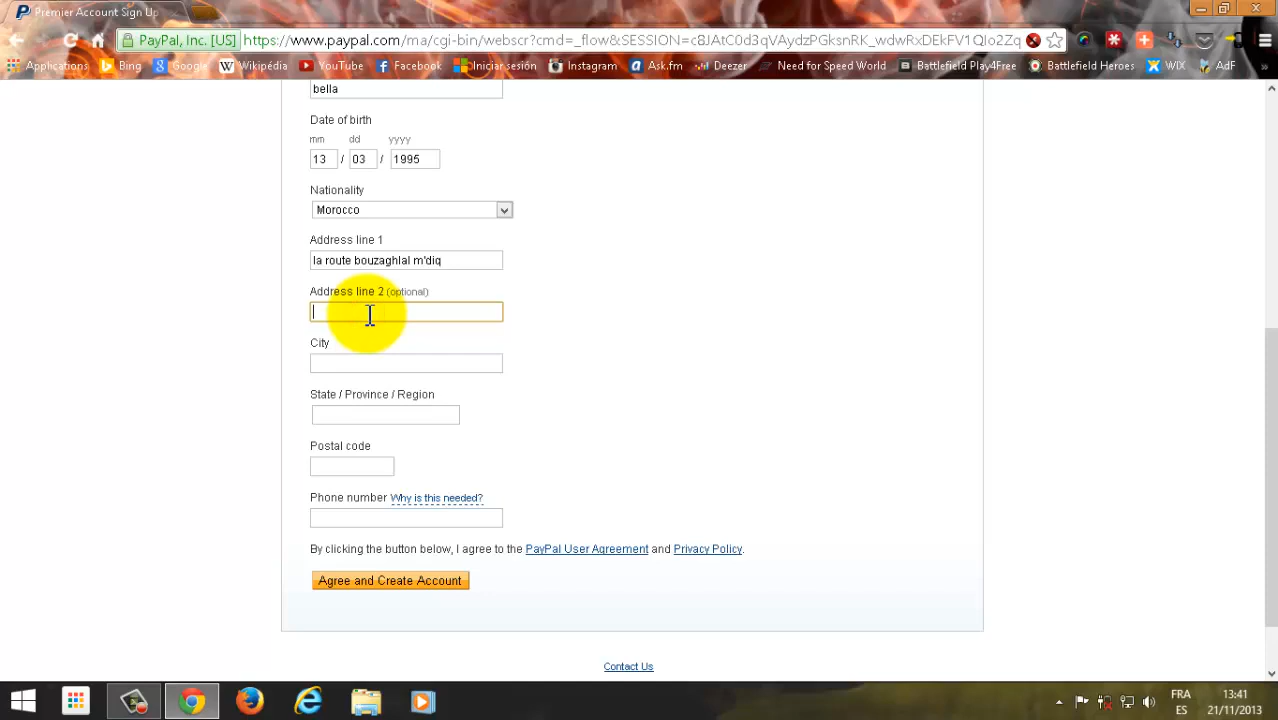 Premier Account Sign Up
PayPal, Inc. [US] https://www.paypal.com/ma/cgi-bin/webscr?cmd=_flow&SESSION=c8JAtC0d3qVAydzPGksnRK_wdwRxDEkFV1QIo2Zq
Applications Bing Google Wikipédia YouTube Facebook Iniciar sesión Instagram Ask.fm Deezer Need for Speed World Battlefield Play4Free Battlefield Heroes WIX AdF »
bella
Date of birth
mm dd yyyy
13 / 03 / 1995
Nationality
Morocco
Address line 1
la route bouzaghlal m'diq
Address line 2 (optional)
City
State / Province / Region
Postal code
Phone number Why is this needed?
By clicking the button below, I agree to the PayPal User Agreement and Privacy Policy.
Agree and Create Account
Contact Us
FRA 13:41
ES 21/11/2013